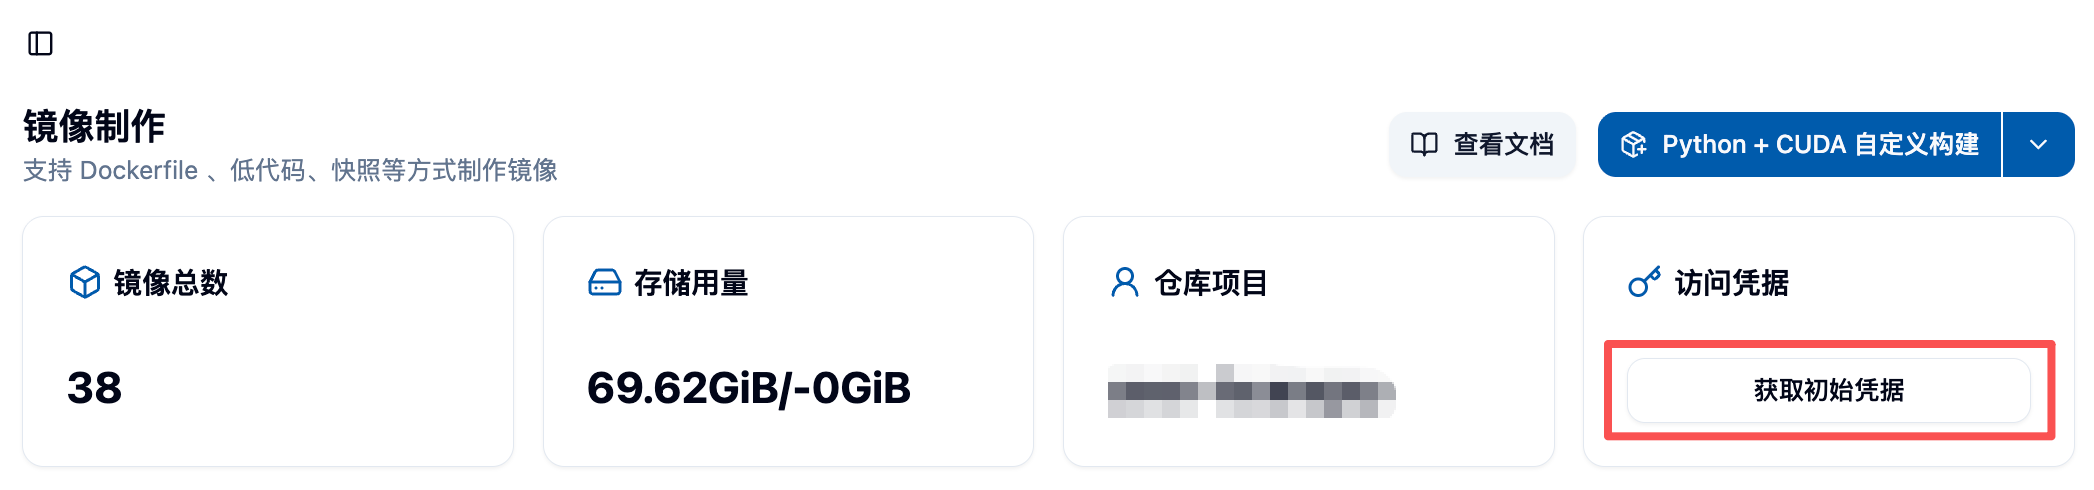 镜像制作
支持 Dockerfile 、低代码、快照等方式制作镜像
查看文档
Python + CUDA 自定义构建
镜像总数
38
存储用量
69.62GiB/-0GiB
仓库项目
访问凭据
获取初始凭据